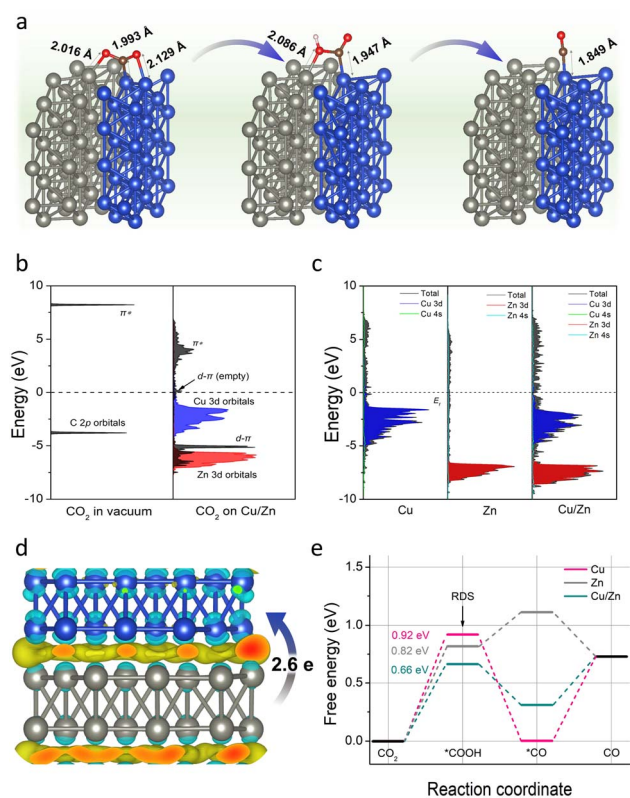 a
2.016 Å
1.993 Å
2.129 Å
2.086 Å
1.947 Å
1.849 Å
b
Energy (eV)
10
5
0
-5
-10
π*
C 2p orbitals
π*
d-π (empty)
Cu 3d orbitals
d-π
Zn 3d orbitals
CO₂ in vacuum
CO₂ on Cu/Zn
c
Energy (eV)
10
5
0
-5
-10
Total
Cu 3d
Cu 4s
Total
Zn 3d
Zn 4s
Total
Cu 3d
Cu 4s
Zn 3d
Zn 4s
Cu
Zn
Cu/Zn
d
2.6 e
e
Free energy (eV)
1.5
1.0
0.5
0.0
RDS
Cu
Zn
Cu/Zn
0.92 eV
0.82 eV
0.66 eV
CO₂
*COOH
*CO
CO
Reaction coordinate